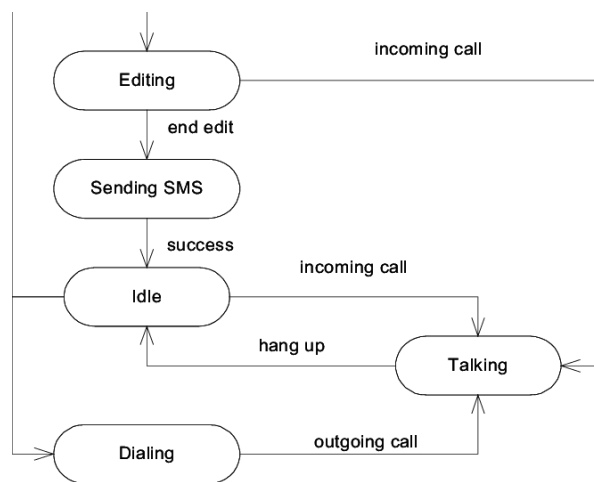 incoming call
Editing
end edit
Sending SMS
success
incoming call
Idle
hang up
Talking
outgoing call
Dialing